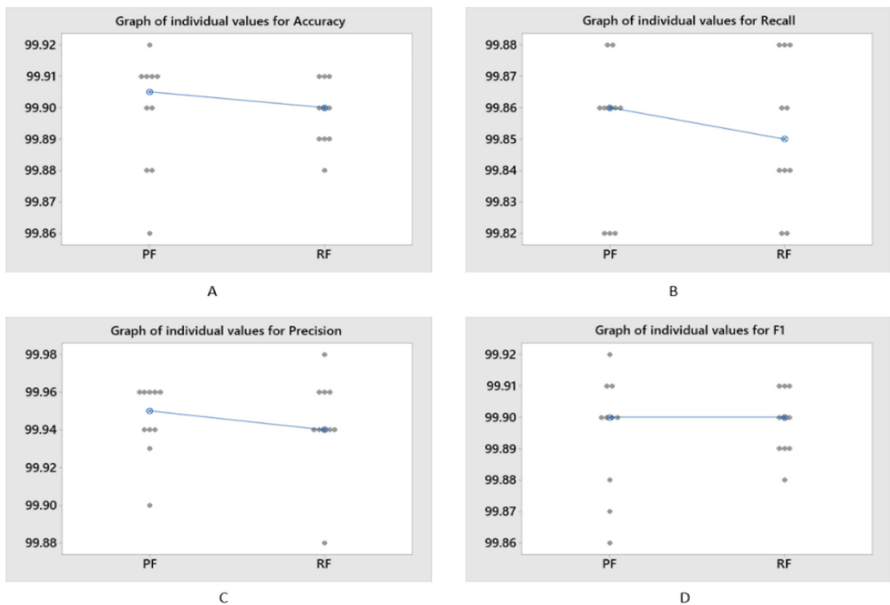 Graph of individual values for Accuracy
99.92
99.91
99.90
99.89
99.88
99.87
99.86
PF RF
A
Graph of individual values for Recall
99.88
99.87
99.86
99.85
99.84
99.83
99.82
PF RF
B
Graph of individual values for Precision
99.98
99.96
99.94
99.92
99.90
99.88
PF RF
C
Graph of individual values for F1
99.92
99.91
99.90
99.89
99.88
99.87
99.86
PF RF
D